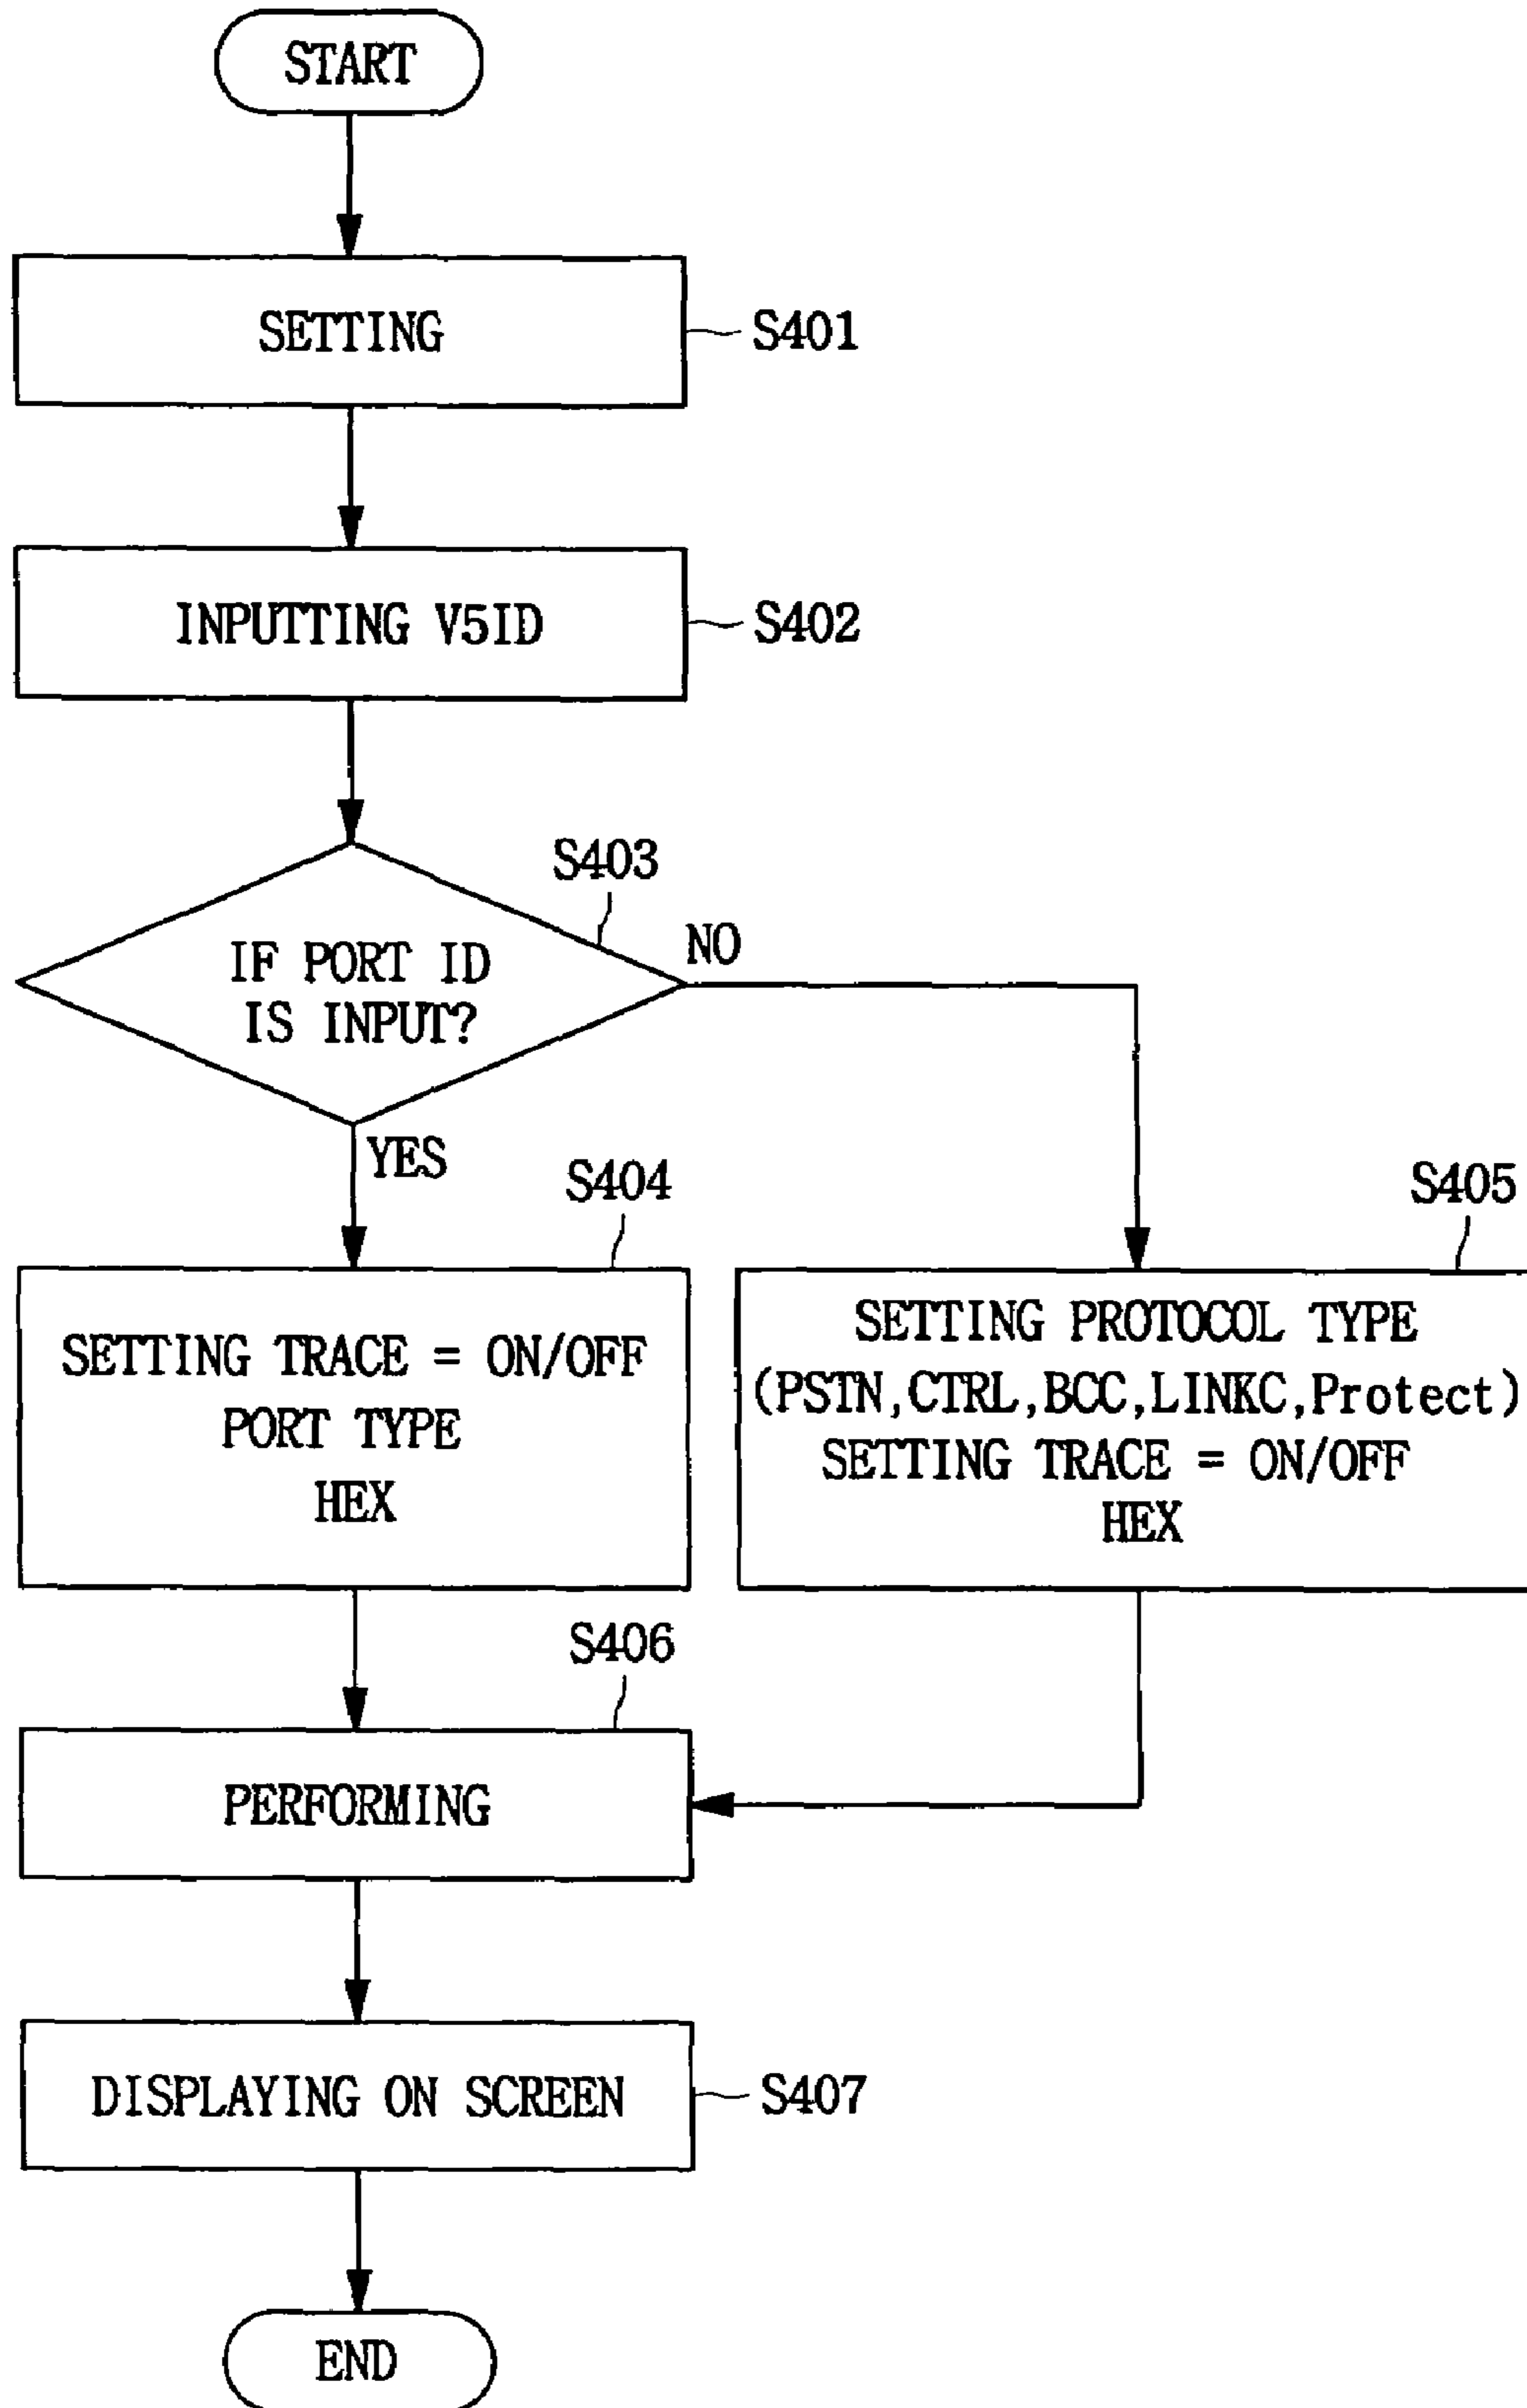 START
SETTING
S401
INPUTTING V5ID
S402
S403
IF PORT ID
IS INPUT?
NO
YES
S404
SETTING TRACE = ON/OFF
PORT TYPE
HEX
S405
SETTING PROTOCOL TYPE
(PSTN,CTRL,BCC,LINKC,Protect)
SETTING TRACE = ON/OFF
HEX
S406
PERFORMING
DISPLAYING ON SCREEN
S407
END